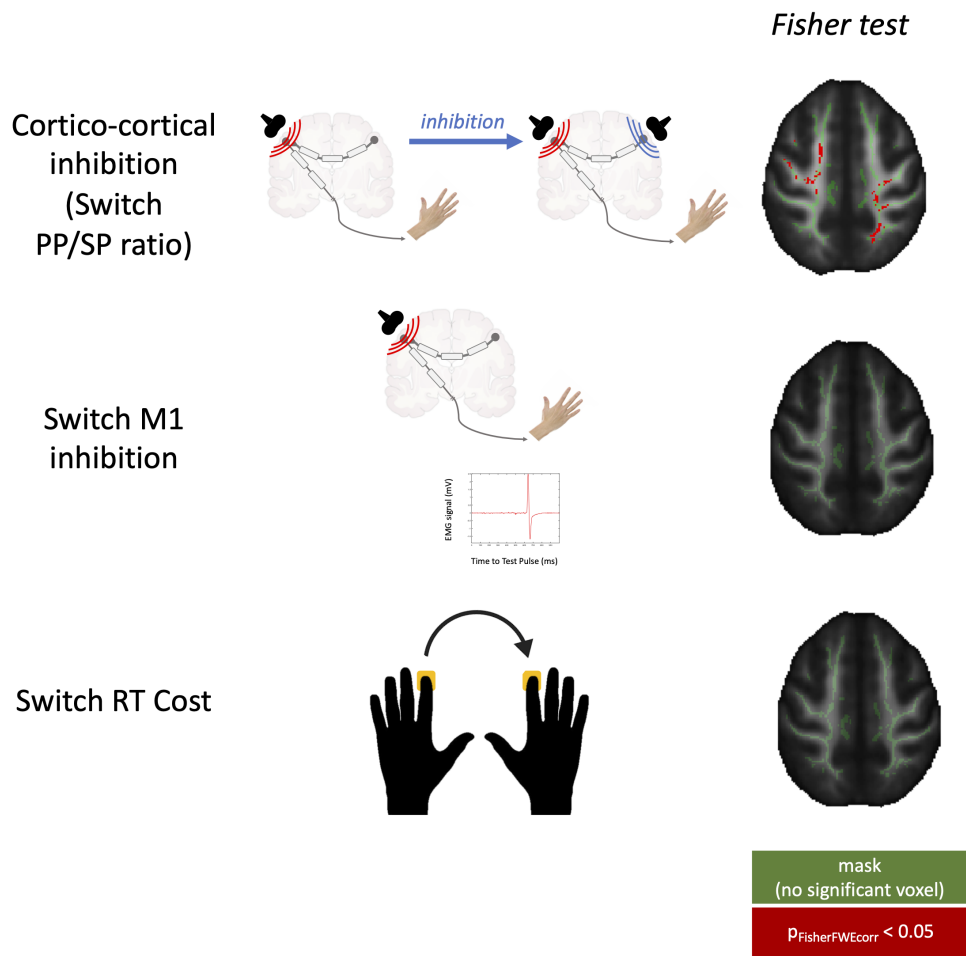 Fisher test
Cortico-cortical
inhibition
(Switch
PP/SP ratio)
inhibition
Switch M1
inhibition
EMG signal (mV)
Time to Test Pulse (ms)
Switch RT Cost
mask
(no significant voxel)
pFisherFWEcorr < 0.05